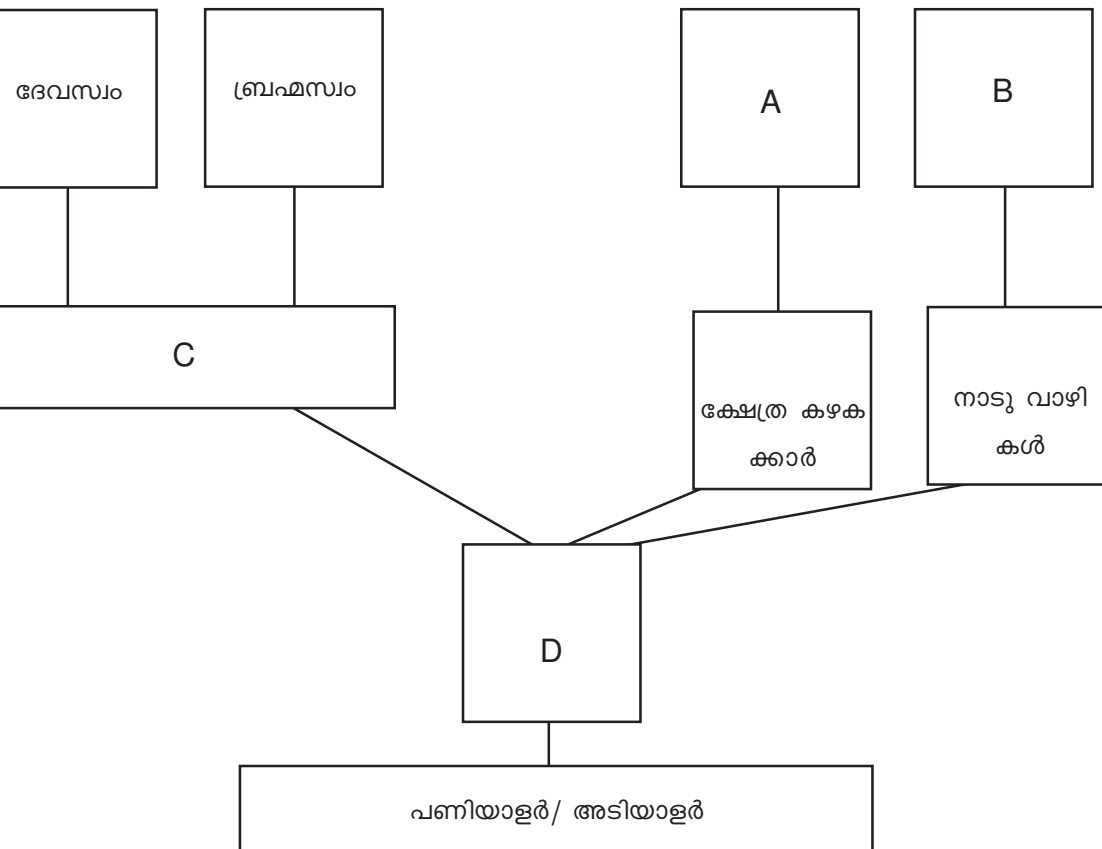 ദേവസ്വം
ബ്രഹ്മസ്വം
A
B
C
ക്ഷേത്ര കഴക
ക്കാർ
നാടു വാഴി
കൾ
D
പണിയാളർ/ അടിയാളർ